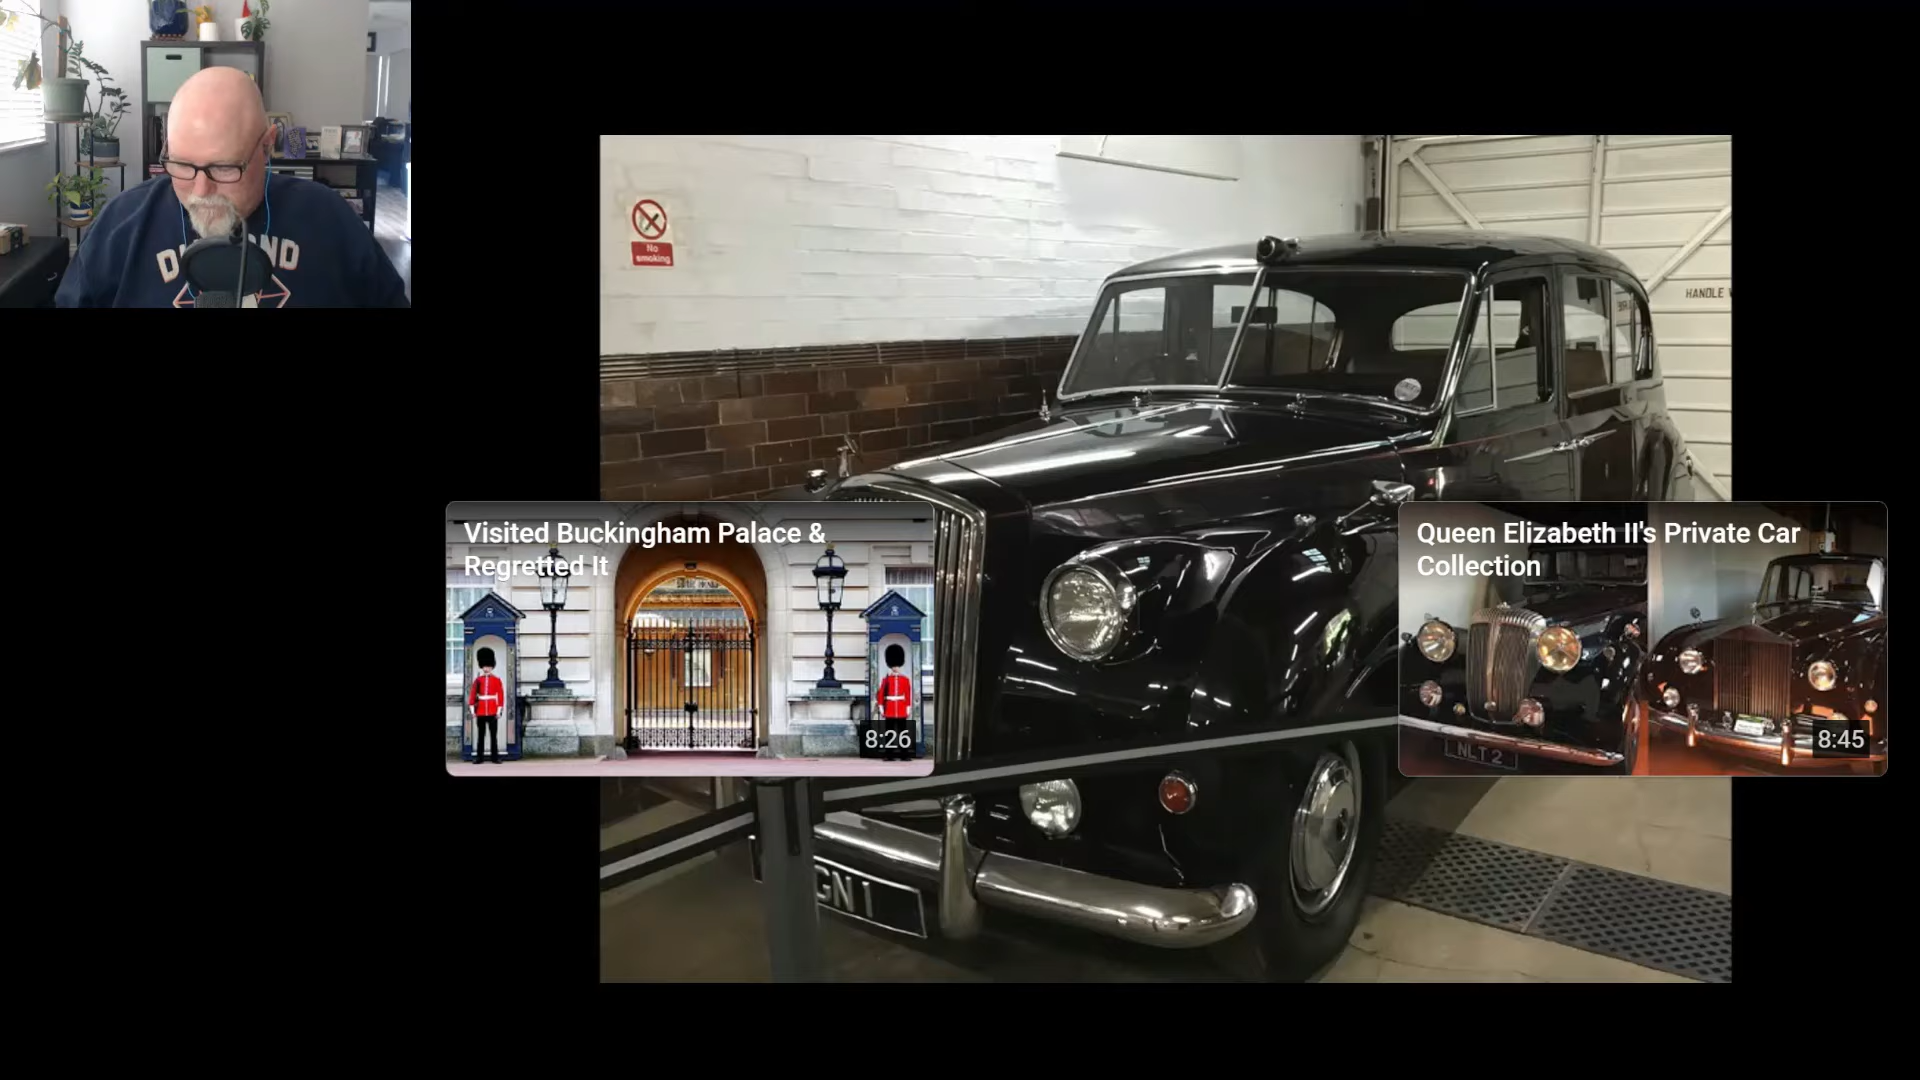 No
smoking
HANDLE
Visited Buckingham Palace &
Regretted It
8:26
Queen Elizabeth II's Private Car
Collection
8:45
NLT 2
GN 1